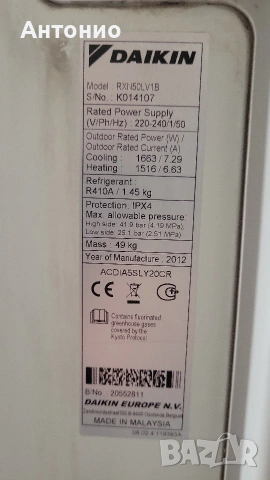 Антонио
DAIKIN
Model : RXN50LV1B
S/No. : K014107
Rated Power Supply
(V/Ph/Hz) : 220-240/1/50
Outdoor Rated Power (W) /
Outdoor Rated Current (A)
Cooling : 1663 / 7.29
Heating : 1516 / 6.63
Refrigerant :
R410A / 1.45 kg
Protection: IPX4
Max. allowable pressure:
High side: 41.9 bar (4.19 MPa)
Low side: 25.1 bar (2.51 MPa)
Mass : 49 kg
Year of Manufacturer : 2012
ACDIA5SLY20CR
CE
Contains fluorinated
greenhouse gases
covered by the
Kyoto Protocol
B/No : 20552811
DAIKIN EUROPE N.V.
MADE IN MALAYSIA
BAZAR